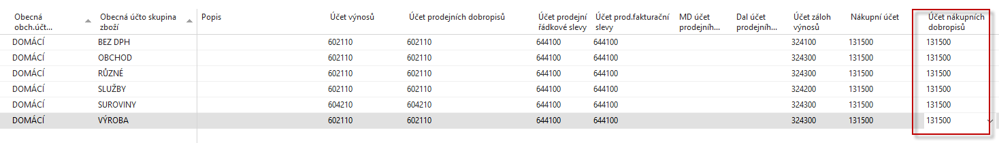 Obecná obch.účt... Obecná účto skupina zboží Popis Účet výnosů Účet prodejních dobropisů Účet prodejní řádkové slevy Účet prod.fakturační slevy MD účet prodejníh... Dal účet prodejníh... Účet záloh výnosů Nákupní účet Účet nákupních dobropisů
DOMÁCÍ BEZ DPH 602110 602110 644100 644100 324100 131500 131500
DOMÁCÍ OBCHOD 602110 602110 644100 644100 324300 131500 131500
DOMÁCÍ RŮZNÉ 602110 602110 644100 644100 324300 131500 131500
DOMÁCÍ SLUŽBY 602110 602110 644100 644100 324200 131500 131500
DOMÁCÍ SUROVINY 604210 604210 644100 644100 324300 131500 131500
DOMÁCÍ VÝROBA 602110 602110 644100 644100 324300 131500 131500